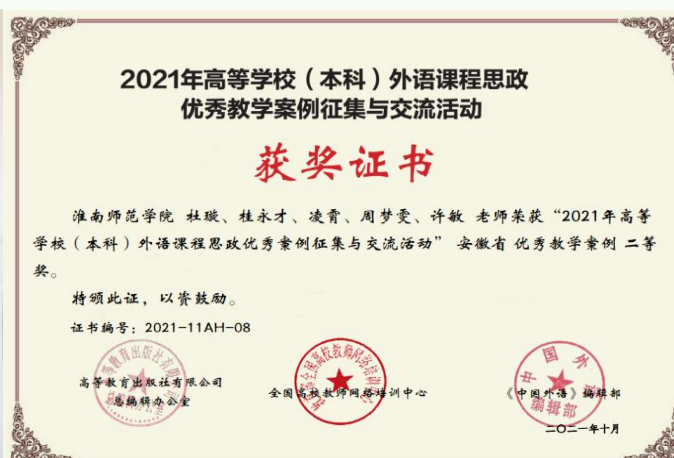 2021年高等学校（本科）外语课程思政
优秀教学案例征集与交流活动
获奖证书
淮南师范学院 杜璇、桂永才、凌霄、周梦雯、许敏 老师荣获“2021年高等
学校（本科）外语课程思政优秀案例征集与交流活动”安徽省 优秀教学案例 二等
奖。
特颁此证，以资鼓励。
证书编号：2021-11AH-08
高等教育出版社有限公司
总编辑办公室
全国高校教师网络培训中心
《中国外语》编辑部
中国外语
编辑部
二〇二一年十月